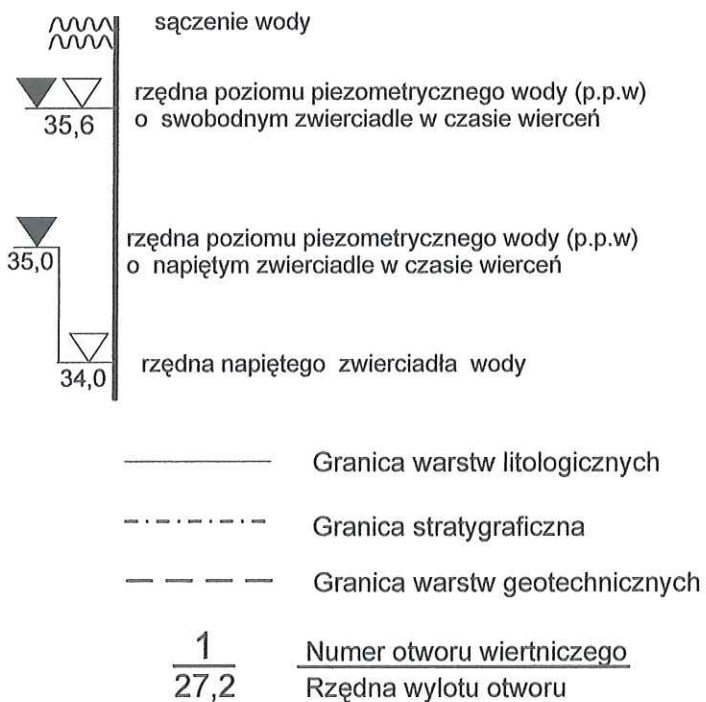 sączenie wody
rzędna poziomu piezometrycznego wody (p.p.w)
35,6
o swobodnym zwierciadle w czasie wierceń
rzędna poziomu piezometrycznego wody (p.p.w)
35,0
o napiętym zwierciadle w czasie wierceń
rzędna napiętego zwierciadła wody
34,0
Granica warstw litologicznych
Granica stratygraficzna
Granica warstw geotechnicznych
1 Numer otworu wiertniczego
27,2 Rzędna wylotu otworu